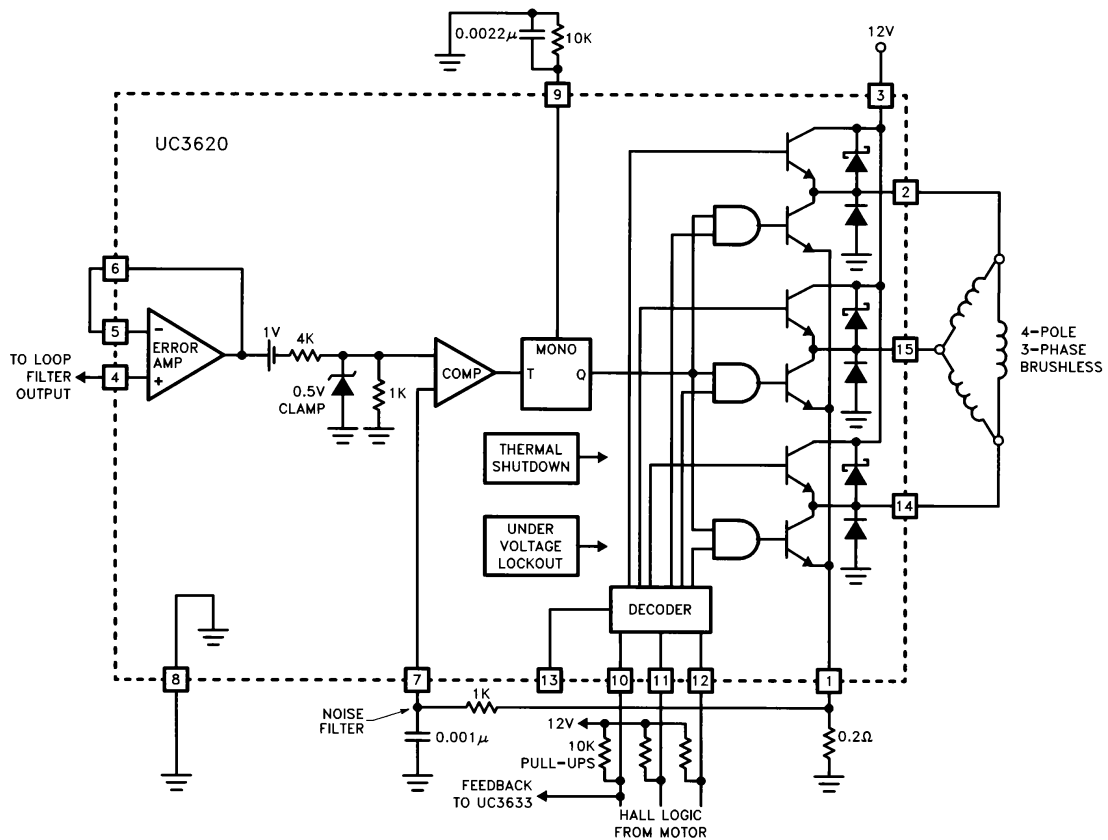 0.0022μ
10K
12V
9
3
UC3620
2
6
1V
4K
5
-
ERROR
AMP
+
4
TO LOOP
FILTER
OUTPUT
0.5V
CLAMP
1K
COMP
MONO
T
Q
15
4-POLE
3-PHASE
BRUSHLESS
THERMAL
SHUTDOWN
14
UNDER
VOLTAGE
LOCKOUT
DECODER
8
7
13
10
11
12
1
NOISE
FILTER
1K
0.001μ
12V
10K
PULL-UPS
0.2Ω
FEEDBACK
TO UC3633
HALL LOGIC
FROM MOTOR